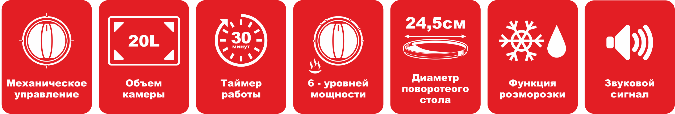 Механическое
управление
20L
Объем
камеры
30
минут
Таймер
работы
6 - уровней
мощности
24,5см
Диаметр
поворотеого
стола
Функция
розморозки
Звуковой
сигнал